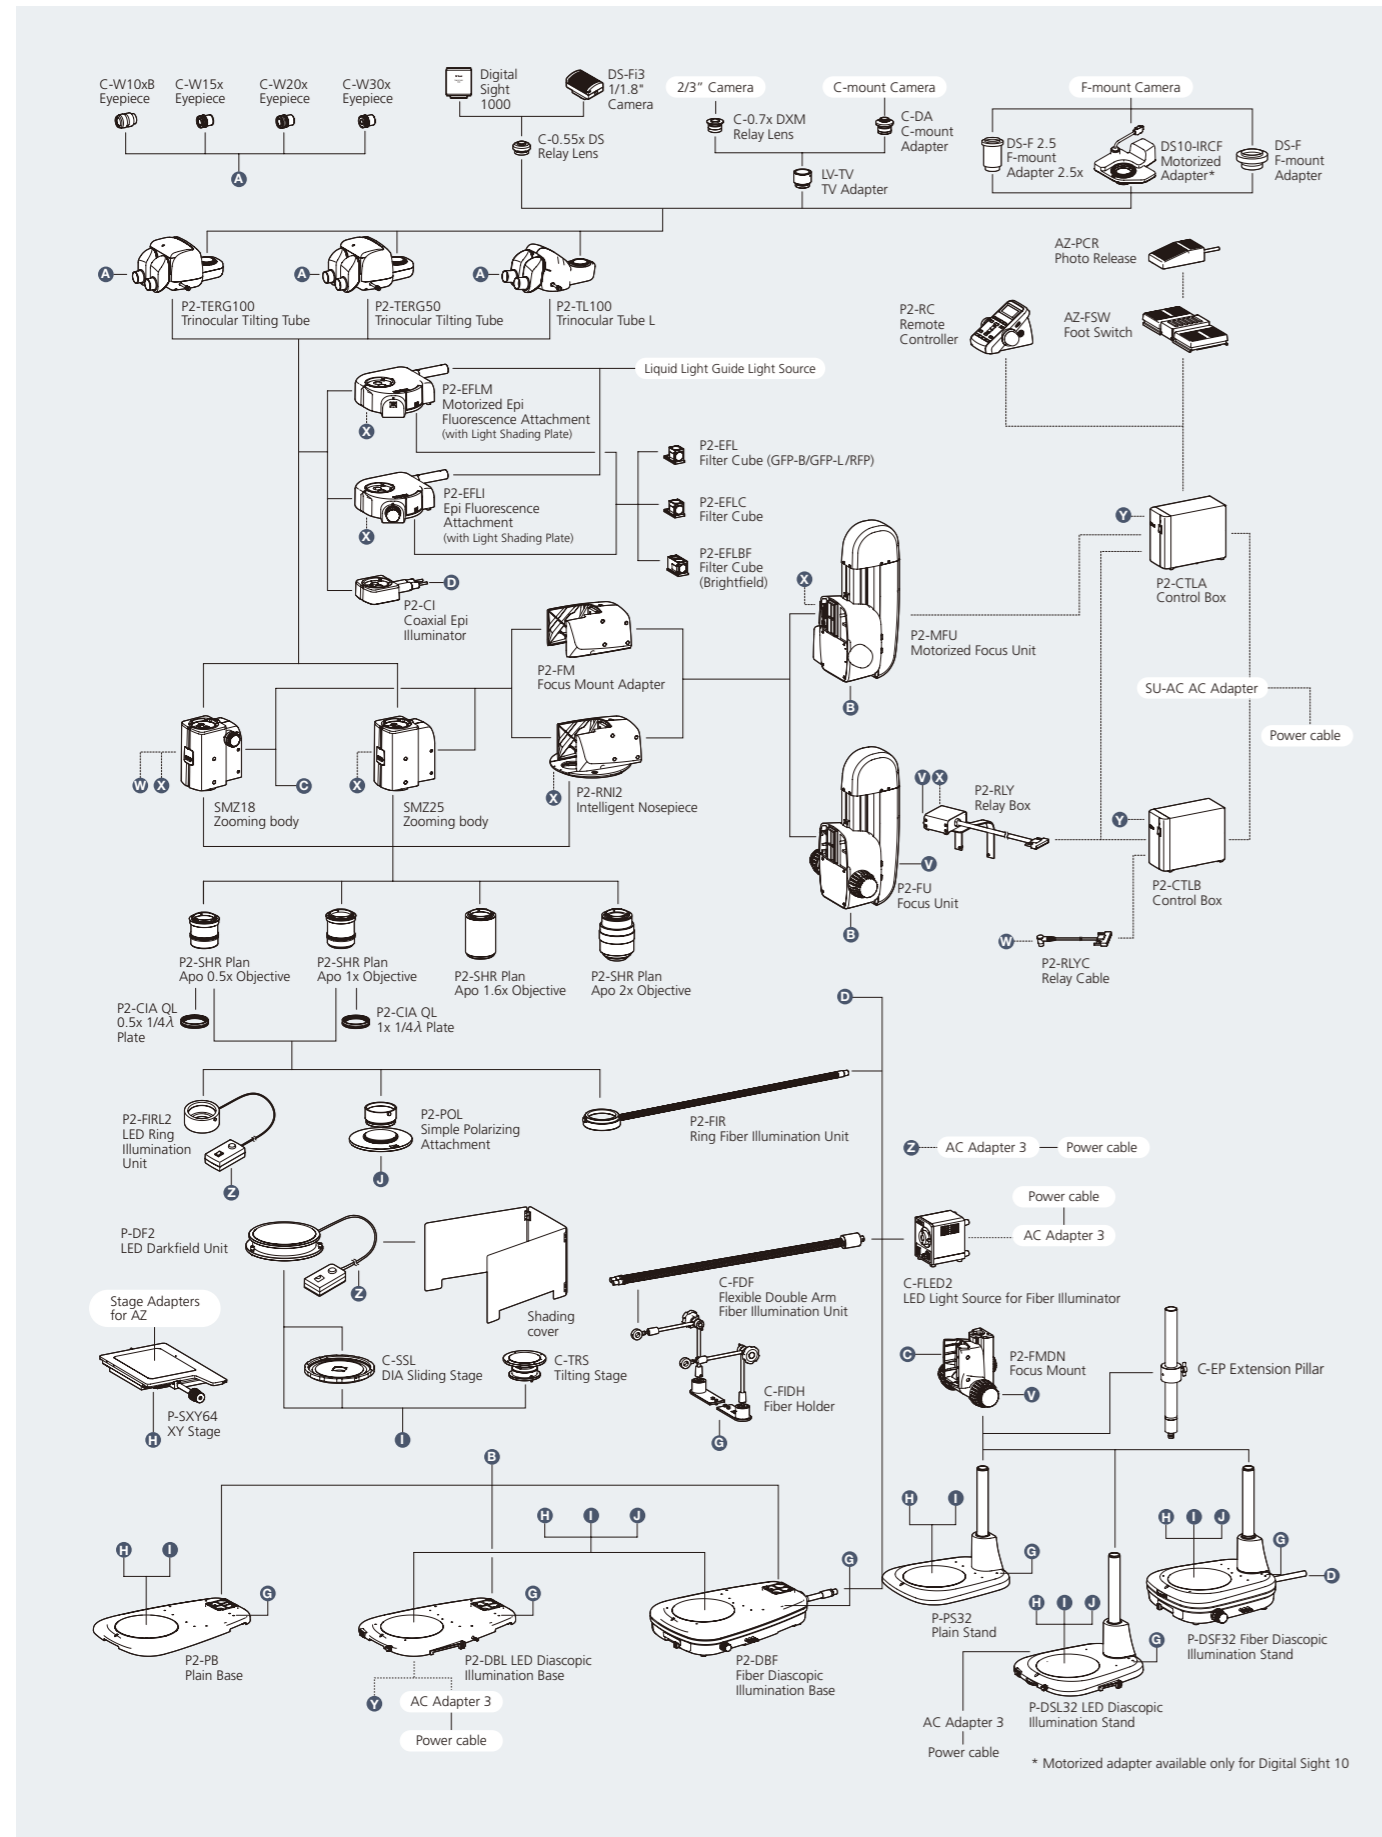 C-W10xB
Eyepiece
C-W15x
Eyepiece
C-W20x
Eyepiece
C-W30x
Eyepiece
A
Digital
Sight
1000
DS-Fi3
1/1.8"
Camera
C-0.55x DS
Relay Lens
2/3” Camera
C-0.7x DXM
Relay Lens
C-mount Camera
C-DA
C-mount
Adapter
LV-TV
TV Adapter
F-mount Camera
DS-F 2.5
F-mount
Adapter 2.5x
DS10-IRCF
Motorized
Adapter*
DS-F
F-mount
Adapter
A
P2-TERG100
Trinocular Tilting Tube
A
P2-TERG50
Trinocular Tilting Tube
A
P2-TL100
Trinocular Tube L
AZ-PCR
Photo Release
P2-RC
Remote
Controller
AZ-FSW
Foot Switch
Liquid Light Guide Light Source
P2-EFLM
Motorized Epi
Fluorescence Attachment
(with Light Shading Plate)
X
P2-EFLI
Epi Fluorescence
Attachment
(with Light Shading Plate)
X
P2-EFL
Filter Cube (GFP-B/GFP-L/RFP)
P2-EFLC
Filter Cube
P2-EFLBF
Filter Cube
(Brightfield)
D
P2-CI
Coaxial Epi
Illuminator
P2-FM
Focus Mount Adapter
X
P2-MFU
Motorized Focus Unit
B
Y
P2-CTLA
Control Box
SU-AC AC Adapter
Power cable
W
X
C
SMZ18
Zooming body
X
SMZ25
Zooming body
X
P2-RNI2
Intelligent Nosepiece
V
X
P2-RLY
Relay Box
V
P2-FU
Focus Unit
B
Y
P2-CTLB
Control Box
W
P2-RLYC
Relay Cable
P2-SHR Plan
Apo 0.5x Objective
P2-SHR Plan
Apo 1x Objective
P2-SHR Plan
Apo 1.6x Objective
P2-SHR Plan
Apo 2x Objective
P2-CIA QL
0.5x 1/4λ
Plate
P2-CIA QL
1x 1/4λ Plate
D
P2-FIRL2
LED Ring
Illumination
Unit
Z
P2-POL
Simple Polarizing
Attachment
J
P2-FIR
Ring Fiber Illumination Unit
Z
AC Adapter 3
Power cable
P-DF2
LED Darkfield Unit
Z
Shading
cover
C-FDF
Flexible Double Arm
Fiber Illumination Unit
Power cable
AC Adapter 3
C-FLED2
LED Light Source for Fiber Illuminator
Stage Adapters
for AZ
H
P-SXY64
XY Stage
C-SSL
DIA Sliding Stage
C-TRS
Tilting Stage
I
C-FIDH
Fiber Holder
G
C
P2-FMDN
Focus Mount
V
C-EP Extension Pillar
B
H
I
G
P2-PB
Plain Base
H
I
J
G
P2-DBL LED Diascopic
Illumination Base
Y
AC Adapter 3
Power cable
G
P2-DBF
Fiber Diascopic
Illumination Base
H
I
G
P-PS32
Plain Stand
H
I
J
G
P-DSL32 LED Diascopic
Illumination Stand
AC Adapter 3
Power cable
H
I
J
G
D
P-DSF32 Fiber Diascopic
Illumination Stand
* Motorized adapter available only for Digital Sight 10